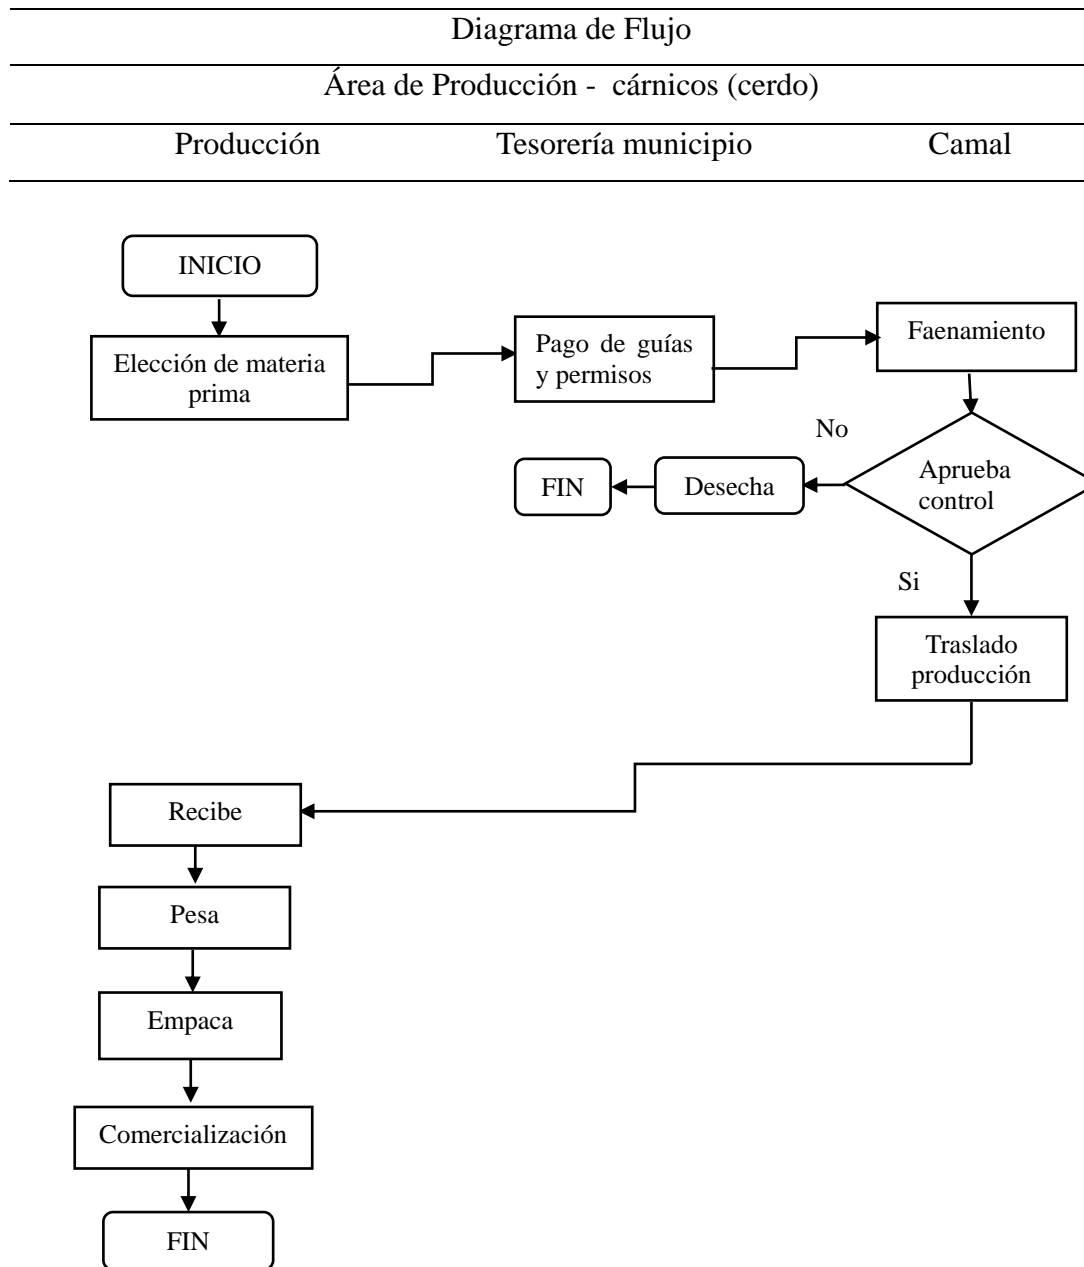 Diagrama de Flujo
Área de Producción - cárnicos (cerdo)
Producción Tesorería municipio Camal
INICIO
Elección de materia
prima
Pago de guías
y permisos
Faenamiento
No
Aprueba
control
Desecha
FIN
Si
Traslado
producción
Recibe
Pesa
Empaca
Comercialización
FIN